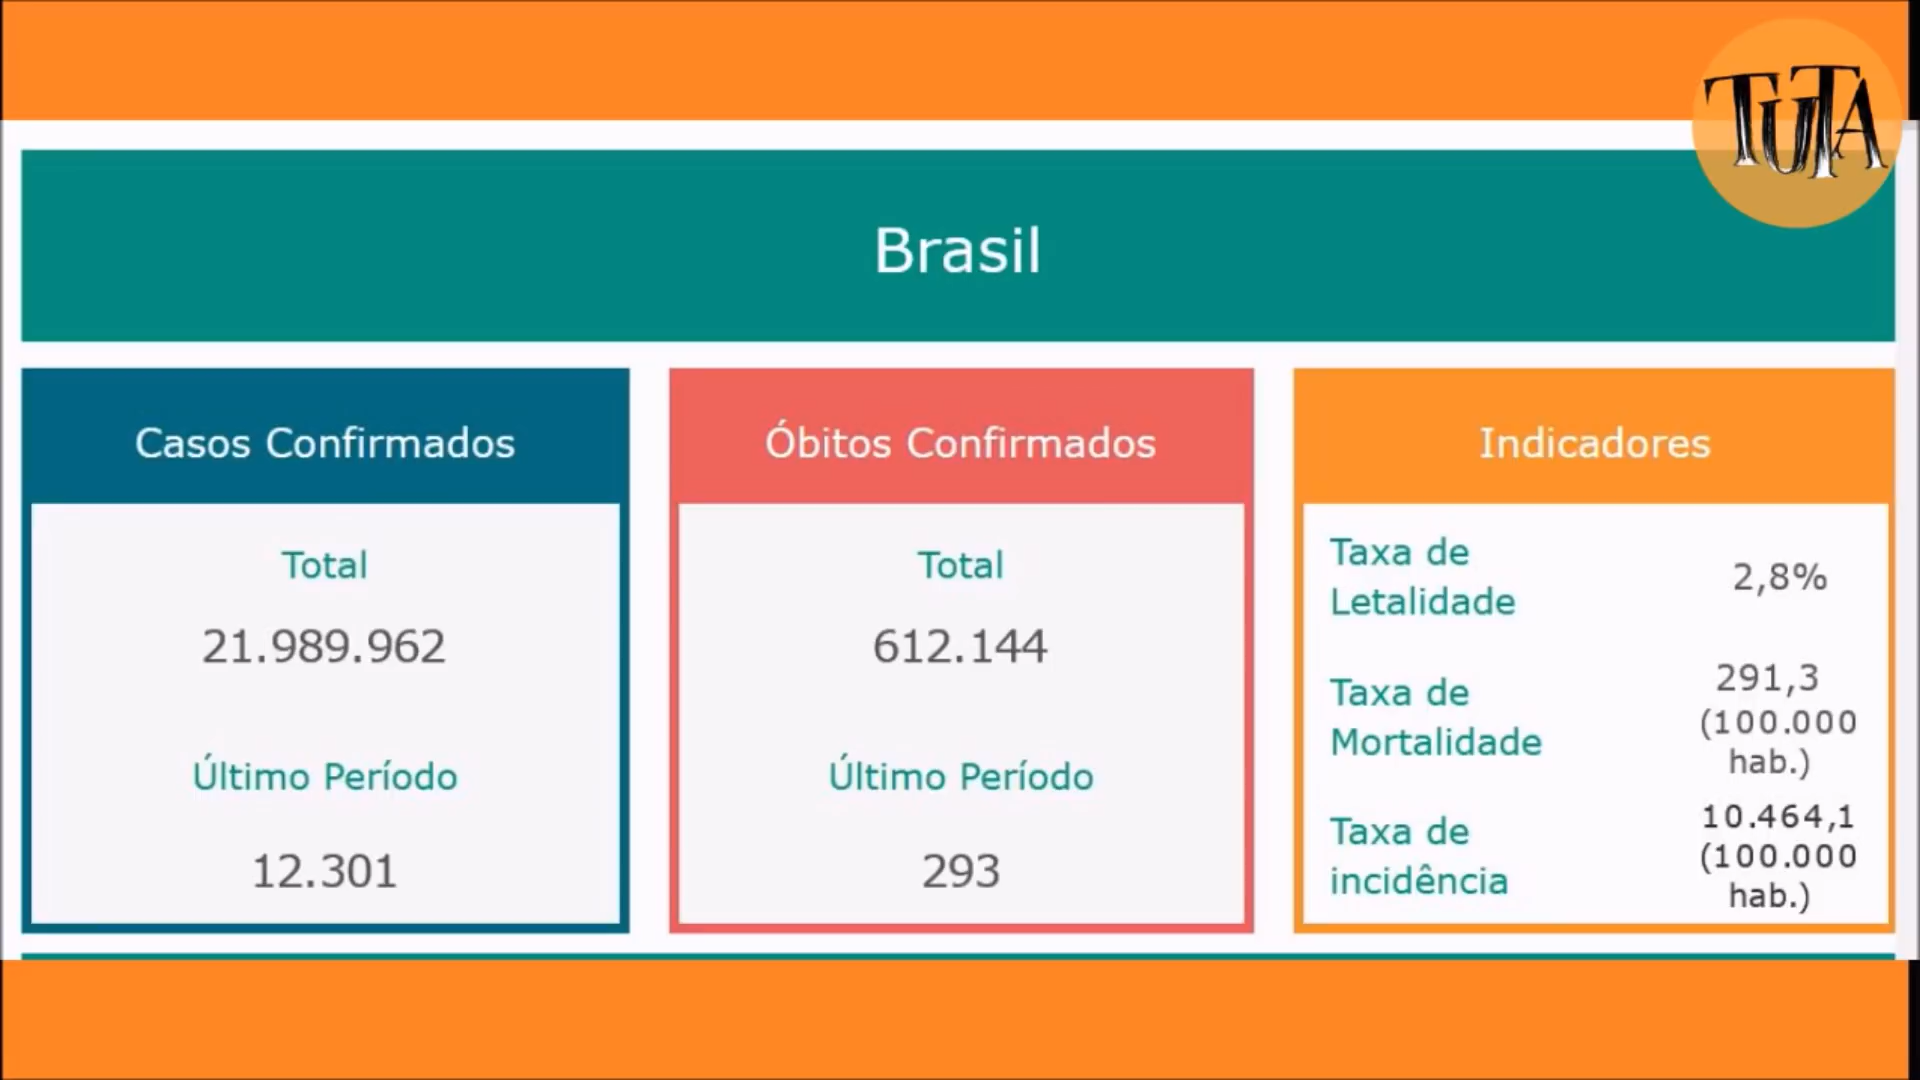 TUTA
Brasil
Casos Confirmados
Total
21.989.962
Último Período
12.301
Óbitos Confirmados
Total
612.144
Último Período
293
Indicadores
Taxa de
Letalidade
2,8%
Taxa de
Mortalidade
291,3
(100.000
hab.)
Taxa de
incidência
10.464,1
(100.000
hab.)